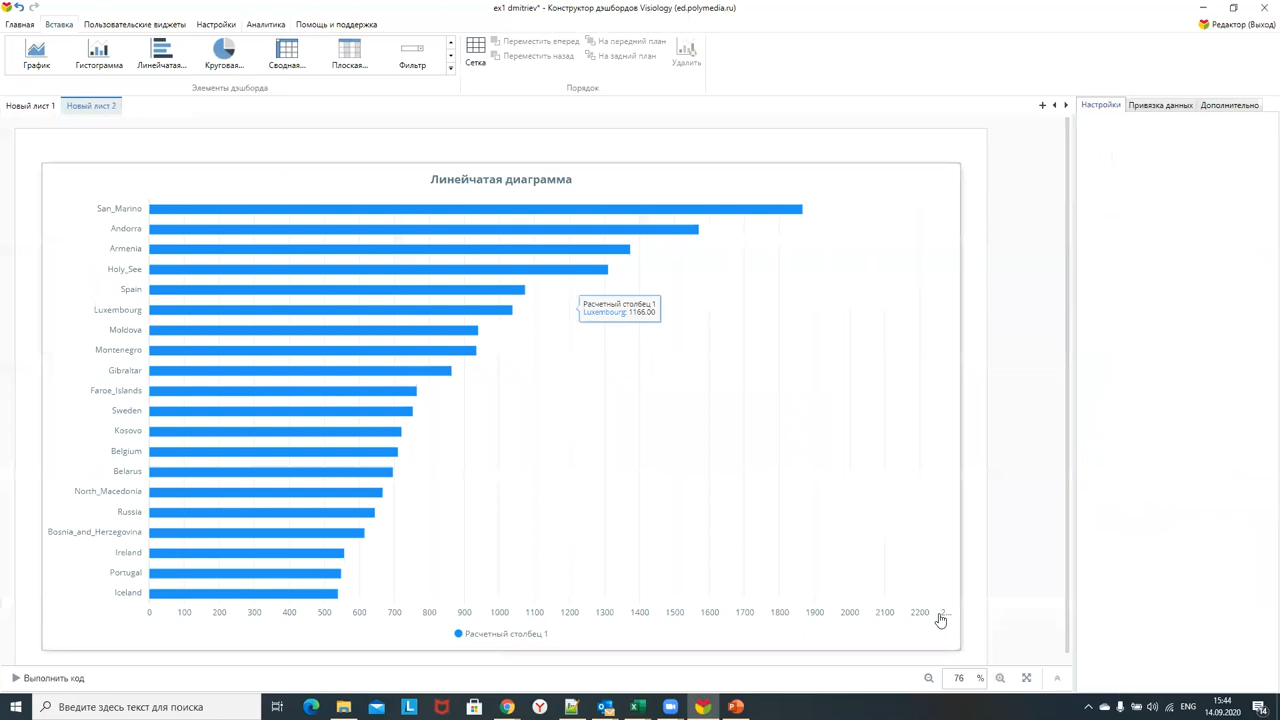 ex1 dmitriev* - Конструктор дэшбордов Visiology (ed.polymedia.ru)
Главная Вставка Пользовательские виджеты Настройки Аналитика Помощь и поддержка
Редактор (Выход)
График Гистограмма Линейчатая... Круговая... Сводная... Плоская... Фильтр
Сетка
Переместить вперед На передний план
Переместить назад На задний план
Удалить
Элементы дэшборда Порядок
Новый лист 1 Новый лист 2
Настройки Привязка данных Дополнительно
Линейчатая диаграмма
San_Marino
Andorra
Armenia
Holy_See
Spain
Luxembourg
Расчетный столбец 1
Luxembourg: 1166.00
Moldova
Montenegro
Gibraltar
Faroe_Islands
Sweden
Kosovo
Belgium
Belarus
North_Macedonia
Russia
Bosnia_and_Herzegovina
Ireland
Portugal
Iceland
0 100 200 300 400 500 600 700 800 900 1000 1100 1200 1300 1400 1500 1600 1700 1800 1900 2000 2100 2200 2...
Расчетный столбец 1
Выполнить код
76 %
Введите здесь текст для поиска
ENG
15:44
14.09.2020
14